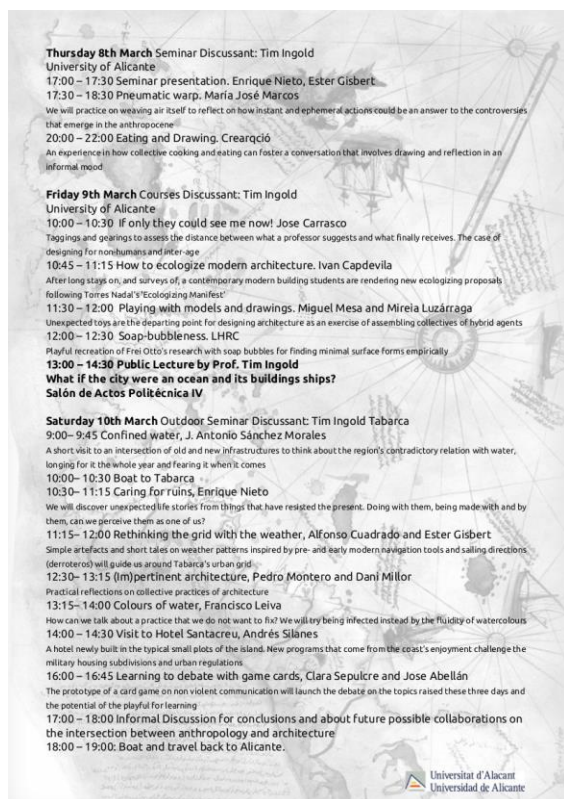 Thursday 8th March Seminar Discussant: Tim Ingold
University of Alicante
17:00 – 17:30 Seminar presentation. Enrique Nieto, Ester Gisbert
17:30 – 18:30 Pneumatic warp. María José Marcos
We will practice on weaving air itself to reflect on how instant and ephemeral actions could be an answer to the controversies
that emerge in the anthropocene
20:00 – 22:00 Eating and Drawing. Crearqció
An experience in how collective cooking and eating can foster a conversation that involves drawing and reflection in an
informal mood
Friday 9th March Courses Discussant: Tim Ingold
University of Alicante
10:00 – 10:30 If only they could see me now! Jose Carrasco
Taggings and gearings to assess the distance between what a professor suggests and what finally receives. The case of
designing for non-humans and inter-age
10:45 – 11:15 How to ecologize modern architecture. Ivan Capdevila
After long stays on, and surveys of, a contemporary modern building students are rendering new ecologizing proposals
following Torres Nadal's "Ecologizing Manifest'
11:30 – 12:00 Playing with models and drawings. Miguel Mesa and Mireia Luzárraga
Unexpected toys are the departing point for designing architecture as an exercise of assembling collectives of hybrid agents
12:00 – 12:30 Soap-bubbleness. LHRC
Playful recreation of Frei Otto's research with soap bubbles for finding minimal surface forms empirically
13:00 – 14:30 Public Lecture by Prof. Tim Ingold
What if the city were an ocean and its buildings ships?
Salón de Actos Politécnica IV
Saturday 10th March Outdoor Seminar Discussant: Tim Ingold Tabarca
9:00– 9:45 Confined water, J. Antonio Sánchez Morales
A short visit to an intersection of old and new infrastructures to think about the region's contradictory relation with water,
longing for it the whole year and fearing it when it comes
10:00– 10:30 Boat to Tabarca
10:30– 11:15 Caring for ruins, Enrique Nieto
We will discover unexpected life stories from things that have resisted the present. Doing with them, being made with and by
them, can we perceive them as one of us?
11:15– 12:00 Rethinking the grid with the weather, Alfonso Cuadrado and Ester Gisbert
Simple artefacts and short tales on weather patterns inspired by pre- and early modern navigation tools and sailing directions
(derroteros) will guide us around Tabarca's urban grid
12:30– 13:15 (Im)pertinent architecture, Pedro Montero and Dani Millor
Practical reflections on collective practices of architecture
13:15– 14:00 Colours of water, Francisco Leiva
How can we talk about a practice that we do not want to fix? We will try being infected instead by the fluidity of watercolours
14:00 – 14:30 Visit to Hotel Santacreu, Andrés Silanes
A hotel newly built in the typical small plots of the island. New programs that come from the coast's enjoyment challenge the
military housing subdivisions and urban regulations
16:00 – 16:45 Learning to debate with game cards, Clara Sepulcre and Jose Abellán
The prototype of a card game on non violent communication will launch the debate on the topics raised these three days and
the potential of the playful for learning
17:00 – 18:00 Informal Discussion for conclusions and about future possible collaborations on
the intersection between anthropology and architecture
18:00 – 19:00: Boat and travel back to Alicante.
Universitat d'Alacant
Universidad de Alicante